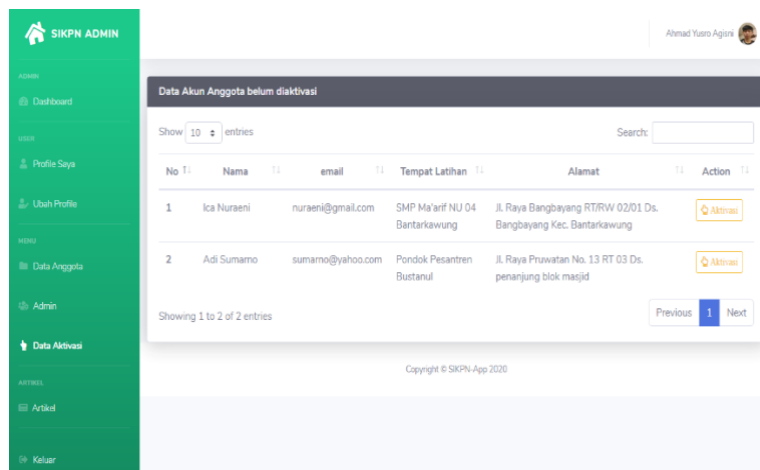 SIKPN ADMIN
Ahmad Yusro Agisni
ADMIN
Dashboard
USER
Profile Saya
Ubah Profile
MENU
Data Anggota
Admin
Data Aktivasi
ARTIKEL
Artikel
Keluar
Data Akun Anggota belum diaktivasi
Show 10 entries
Search:
No Nama email Tempat Latihan Alamat Action
1 Ica Nuraeni nuraeni@gmail.com SMP Ma'arif NU 04 Jl. Raya Bangbayang RT/RW 02/01 Ds. Aktivasi
Bantarkawung Bangbayang Kec. Bantarkawung
2 Adi Sumarno sumarno@yahoo.com Pondok Pesantren Jl. Raya Pruwatan No. 13 RT 03 Ds. Aktivasi
Bustanul penanjung blok masjid
Showing 1 to 2 of 2 entries
Previous 1 Next
Copyright © SIKPN-App 2020